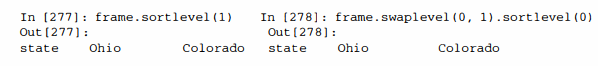 In [277]: frame.sortlevel(1)    In [278]: frame.swaplevel(0, 1).sortlevel(0)
Out[277]:                       Out[278]:
state    Ohio        Colorado   state    Ohio         Colorado